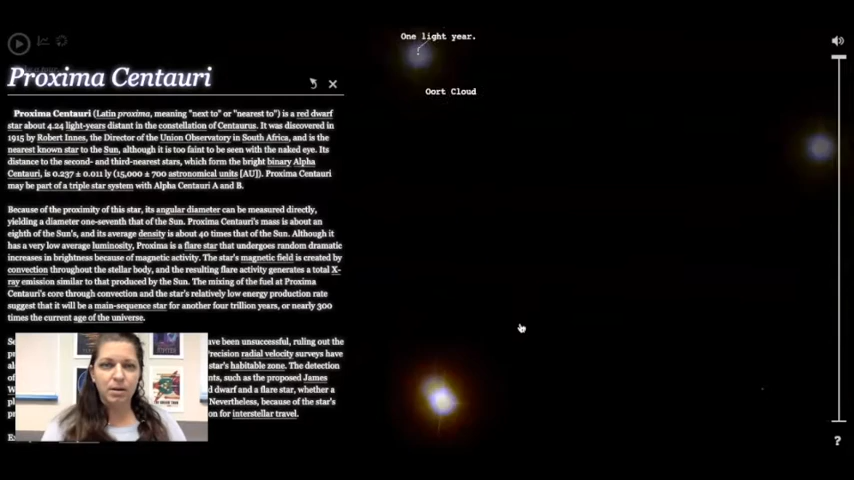 One light year.
Oort Cloud
Proxima Centauri
Proxima Centauri (Latin proxima, meaning "next to" or "nearest to") is a red dwarf
star about 4.24 light-years distant in the constellation of Centaurus. It was discovered in
1915 by Robert Innes, the Director of the Union Observatory in South Africa, and is the
nearest known star to the Sun, although it is too faint to be seen with the naked eye. Its
distance to the second- and third-nearest stars, which form the bright binary Alpha
Centauri, is 0.237 ± 0.011 ly (15,000 ± 700 astronomical units [AU]). Proxima Centauri
may be part of a triple star system with Alpha Centauri A and B.
Because of the proximity of this star, its angular diameter can be measured directly,
yielding a diameter one-seventh that of the Sun. Proxima Centauri's mass is about an
eighth of the Sun's, and its average density is about 40 times that of the Sun. Although it
has a very low average luminosity, Proxima is a flare star that undergoes random dramatic
increases in brightness because of magnetic activity. The star's magnetic field is created by
convection throughout the stellar body, and the resulting flare activity generates a total X-
ray emission similar to that produced by the Sun. The mixing of the fuel at Proxima
Centauri's core through convection and the star's relatively low energy production rate
suggest that it will be a main-sequence star for another four trillion years, or nearly 300
times the current age of the universe.
have been unsuccessful, ruling out the
recision radial velocity surveys have
star's habitable zone. The detection
nts, such as the proposed James
d dwarf and a flare star, whether a
Nevertheless, because of the star's
on for interstellar travel.
?